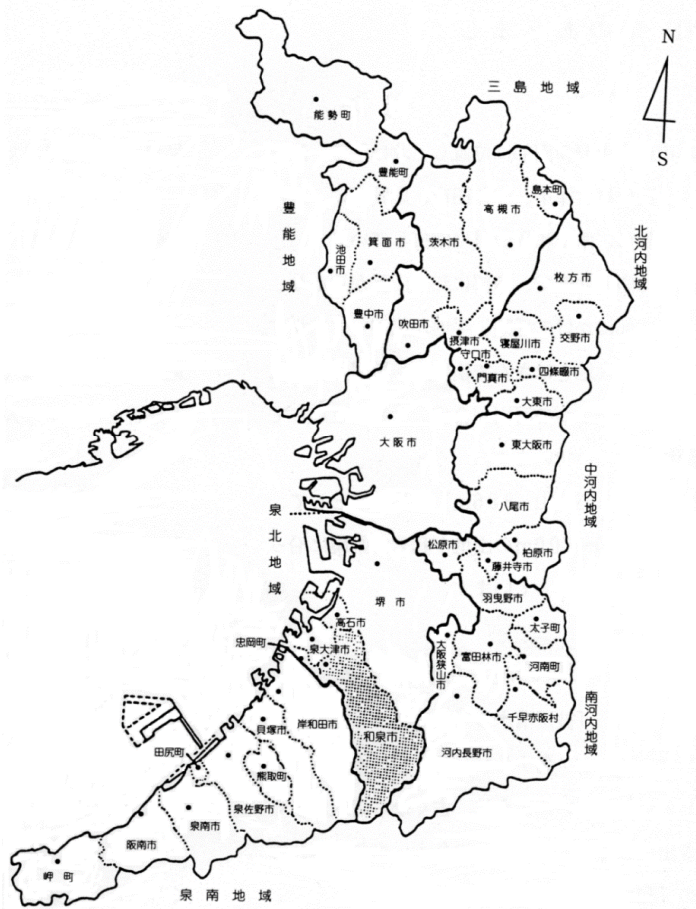 N
S
三島地域
能勢町
豊能町
島本町
高槻市
豊能地域
北河内地域
茨木市
箕面市
池田市
枚方市
豊中市
吹田市
摂津市
守口市
寝屋川市
交野市
門真市
四條畷市
大東市
大阪市
東大阪市
中河内地域
八尾市
泉北地域
松原市
柏原市
藤井寺市
羽曳野市
堺市
高石市
太子町
忠岡町
泉大津市
大阪狭山市
富田林市
河南町
南河内地域
千早赤阪村
岸和田市
貝塚市
和泉市
田尻町
河内長野市
熊取町
泉佐野市
泉南市
阪南市
岬町
泉南地域